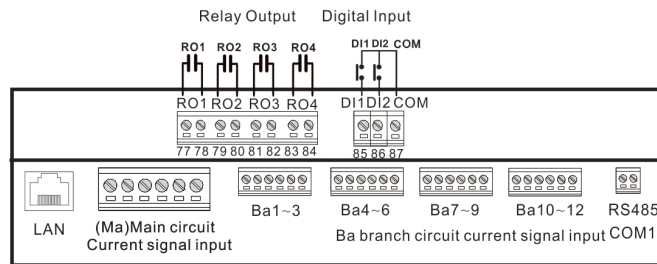 Relay Output Digital Input
RO1 RO2 RO3 RO4 DI1 DI2 COM
RO1 RO2 RO3 RO4 DI1 DI2 COM
77 78 79 80 81 82 83 84 85 86 87
LAN
(Ma)Main circuit
Current signal input
Ba1~3 Ba4~6 Ba7~9 Ba10~12 RS485
Ba branch circuit current signal input COM1